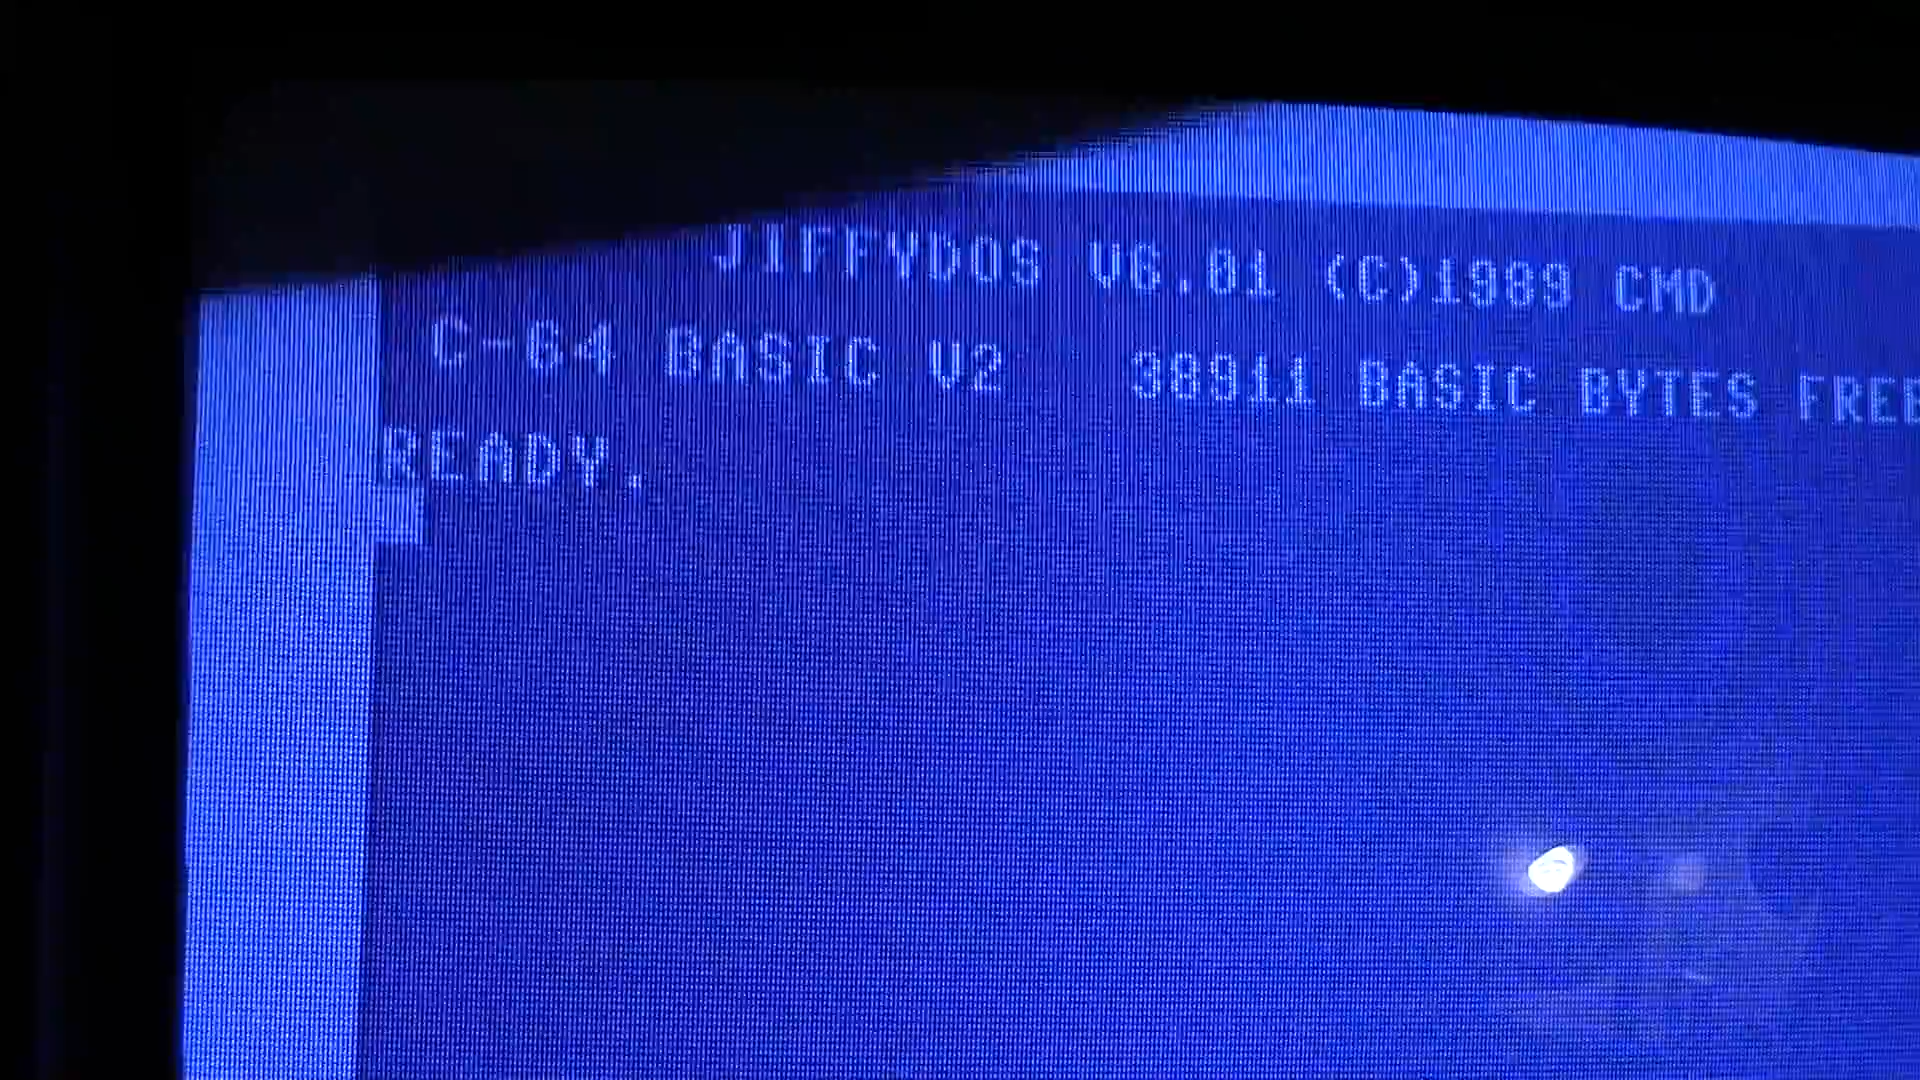 JIFFYDOS V6.01 (C)1989 CMD
C-64 BASIC V2   38911 BASIC BYTES FREE
READY.